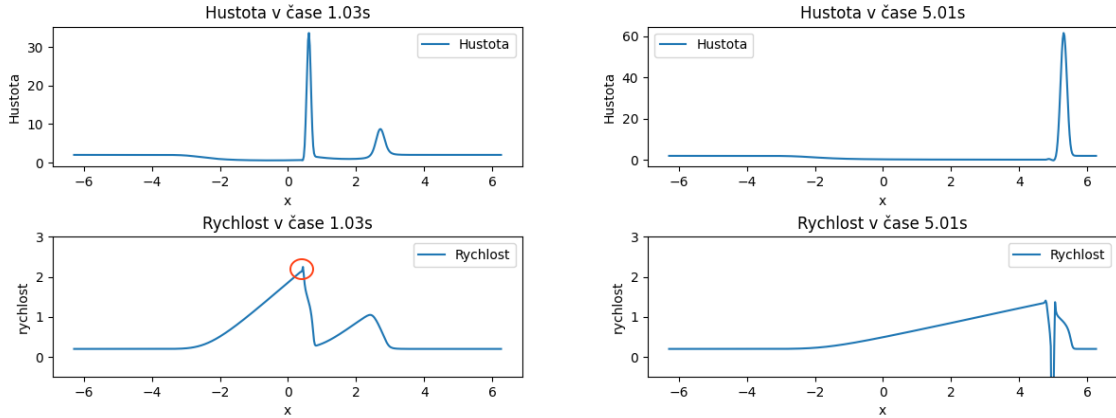 Hustota v čase 1.03s
Hustota
30
20
10
0
Hustota
−6 −4 −2 0 2 4 6
x
Hustota v čase 5.01s
Hustota
60
40
20
0
Hustota
−6 −4 −2 0 2 4 6
x
Rychlost v čase 1.03s
rychlost
3
2
1
0
Rychlost
−6 −4 −2 0 2 4 6
x
Rychlost v čase 5.01s
rychlost
3
2
1
0
Rychlost
−6 −4 −2 0 2 4 6
x